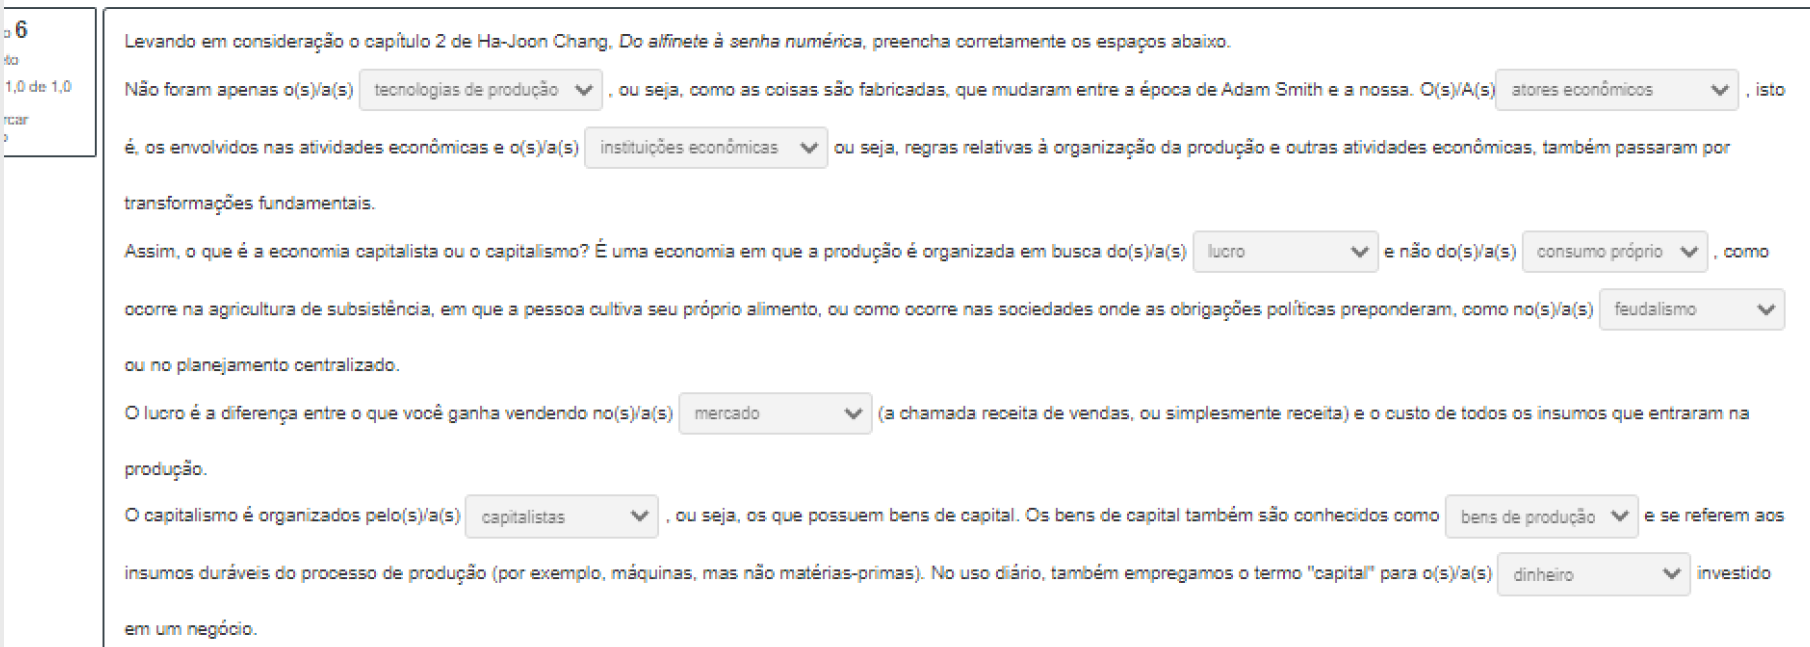 6
1,0 de 1,0
Levando em consideração o capítulo 2 de Ha-Joon Chang, Do alfinete à senha numérica, preencha corretamente os espaços abaixo.
Não foram apenas o(s)/a(s) tecnologias de produção , ou seja, como as coisas são fabricadas, que mudaram entre a época de Adam Smith e a nossa. O(s)/A(s) atores econômicos , isto
é, os envolvidos nas atividades econômicas e o(s)/a(s) instituições econômicas ou seja, regras relativas à organização da produção e outras atividades econômicas, também passaram por
transformações fundamentais.
Assim, o que é a economia capitalista ou o capitalismo? É uma economia em que a produção é organizada em busca do(s)/a(s) lucro e não do(s)/a(s) consumo próprio , como
ocorre na agricultura de subsistência, em que a pessoa cultiva seu próprio alimento, ou como ocorre nas sociedades onde as obrigações políticas preponderam, como no(s)/a(s) feudalismo
ou no planejamento centralizado.
O lucro é a diferença entre o que você ganha vendendo no(s)/a(s) mercado (a chamada receita de vendas, ou simplesmente receita) e o custo de todos os insumos que entraram na
produção.
O capitalismo é organizados pelo(s)/a(s) capitalistas , ou seja, os que possuem bens de capital. Os bens de capital também são conhecidos como bens de produção e se referem aos
insumos duráveis do processo de produção (por exemplo, máquinas, mas não matérias-primas). No uso diário, também empregamos o termo "capital" para o(s)/a(s) dinheiro investido
em um negócio.